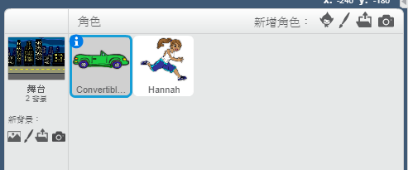 x: -240 y: -180
角色
新增角色：
舞台
2 背景
新背景：
Convertibl...
Hannah